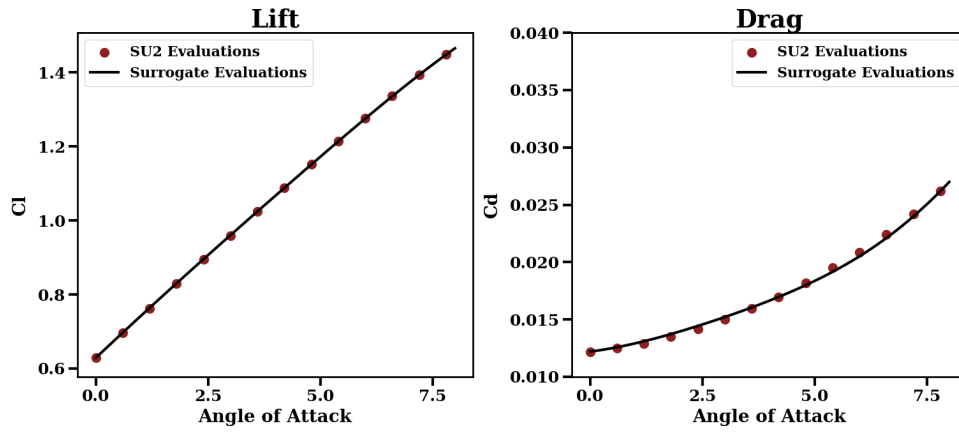 Lift
SU2 Evaluations
Surrogate Evaluations
Cl
1.4
1.2
1.0
0.8
0.6
0.0
2.5
5.0
7.5
Angle of Attack
Drag
SU2 Evaluations
Surrogate Evaluations
Cd
0.040
0.035
0.030
0.025
0.020
0.015
0.010
0.0
2.5
5.0
7.5
Angle of Attack